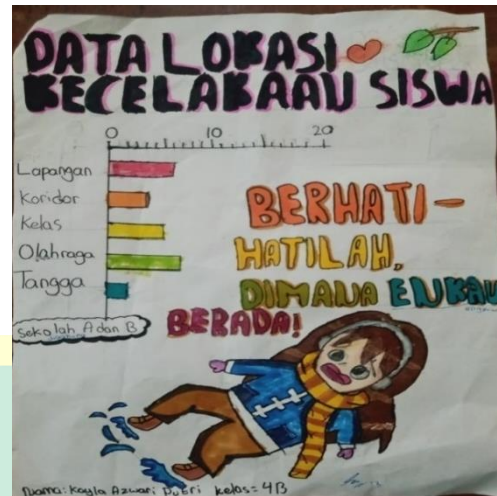 DATA LOKASI
KECELAKAAN SISWA
0 10 20
Lapangan
Koridor
Kelas
Olahraga
Tangga
Sekolah A dan B
BERHATI-
HATILAH,
DIMANA ENKAU
BERADA!
Nama: Kayla Azwari Putri kelas: 4B